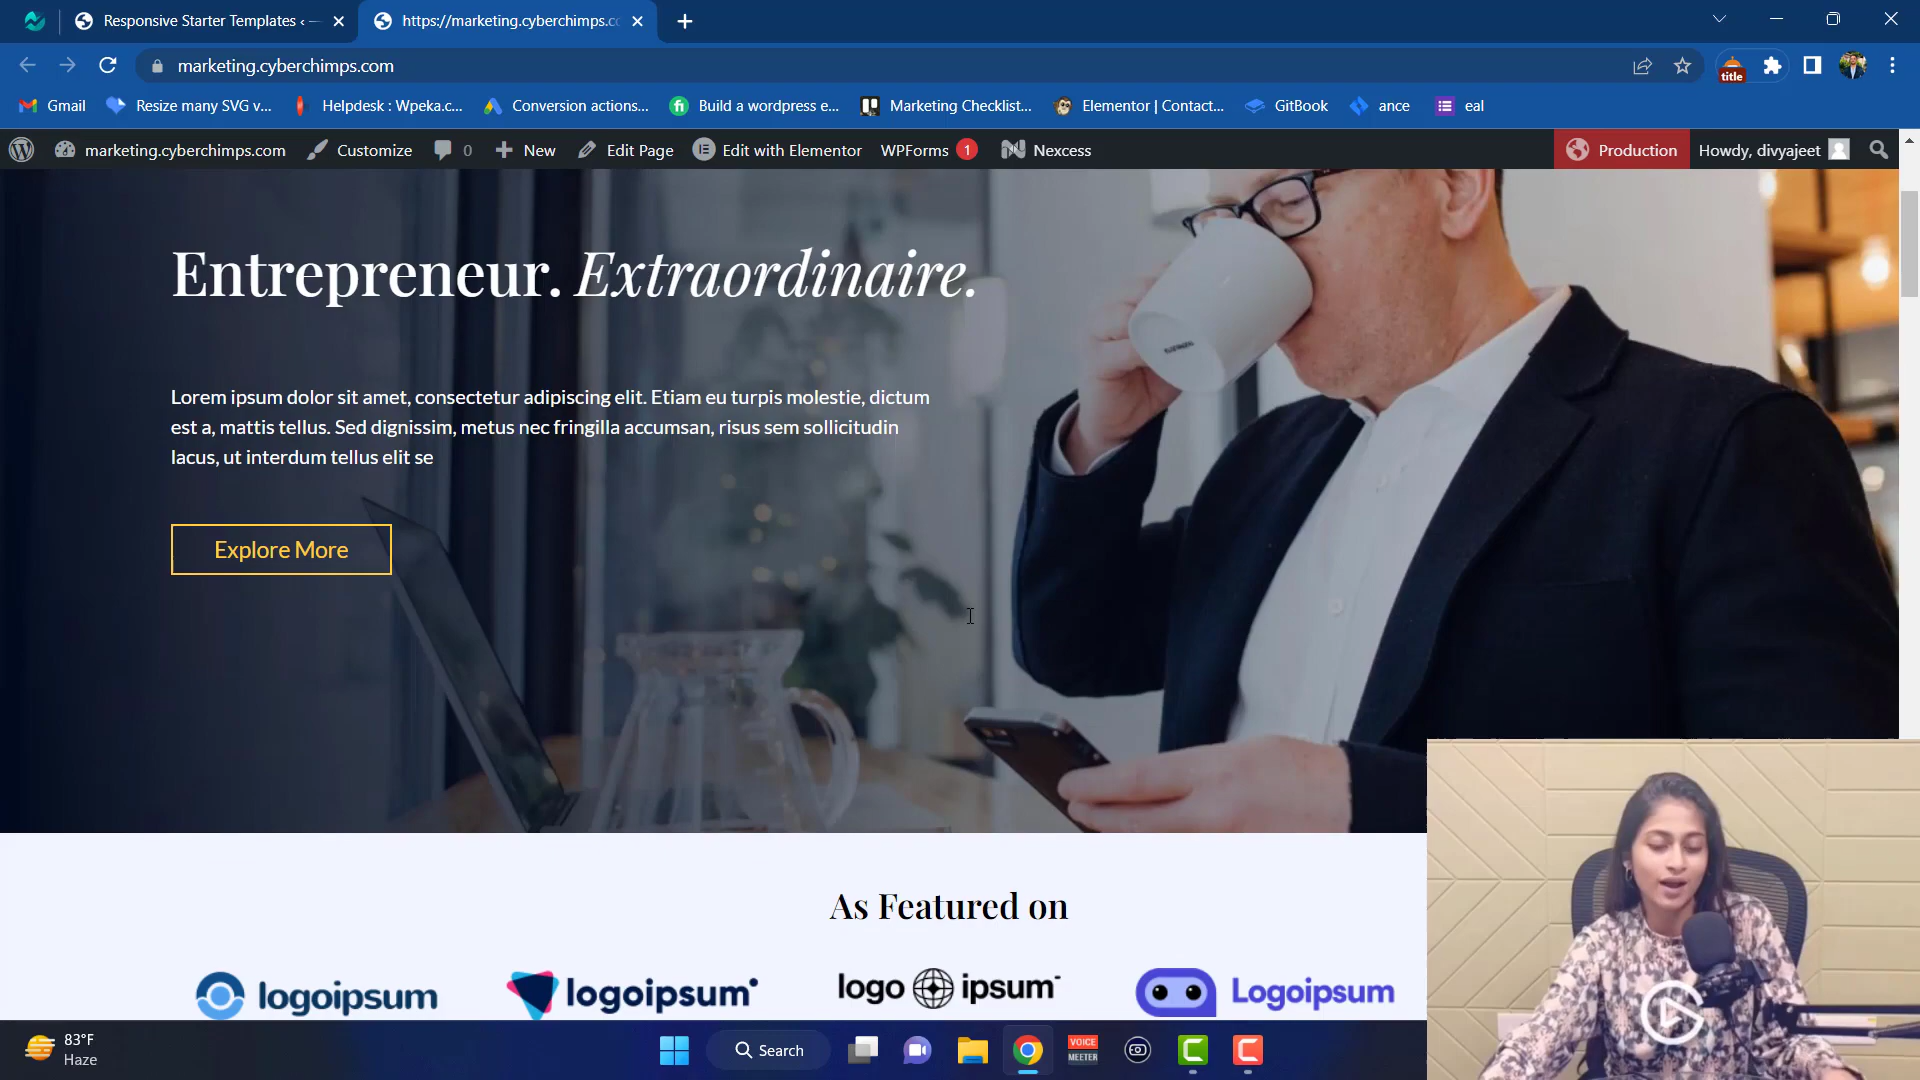 Responsive Starter Templates ‹ —
https://marketing.cyberchimps.co
marketing.cyberchimps.com
title
Gmail
Resize many SVG v...
Helpdesk : Wpeka.c...
Conversion actions...
Build a wordpress e...
Marketing Checklist...
Elementor | Contact...
GitBook
ance
eal
marketing.cyberchimps.com
Customize
0
New
Edit Page
Edit with Elementor
WPForms 1
Nexcess
Production
Howdy, divyajeet
Entrepreneur. Extraordinaire.
Lorem ipsum dolor sit amet, consectetur adipiscing elit. Etiam eu turpis molestie, dictum
est a, mattis tellus. Sed dignissim, metus nec fringilla accumsan, risus sem sollicitudin
lacus, ut interdum tellus elit se
Explore More
As Featured on
logoipsum
logoipsum
logo ipsum
Logoipsum
83°F
Haze
Search
VOICE
MEETER